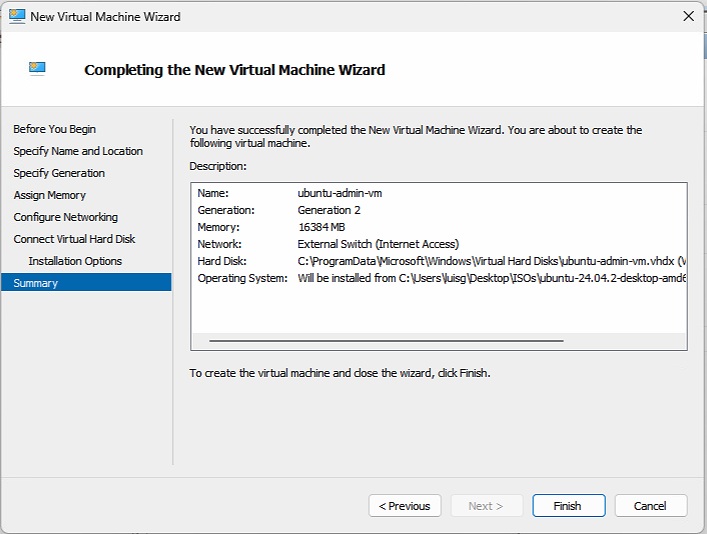 New Virtual Machine Wizard
Completing the New Virtual Machine Wizard
Before You Begin
Specify Name and Location
Specify Generation
Assign Memory
Configure Networking
Connect Virtual Hard Disk
Installation Options
Summary
You have successfully completed the New Virtual Machine Wizard. You are about to create the
following virtual machine.
Description:
Name: ubuntu-admin-vm
Generation: Generation 2
Memory: 16384 MB
Network: External Switch (Internet Access)
Hard Disk: C:\ProgramData\Microsoft\Windows\Virtual Hard Disks\ubuntu-admin-vm.vhdx (V
Operating System: Will be installed from C:\Users\luisg\Desktop\ISOs\ubuntu-24.04.2-desktop-amd6
To create the virtual machine and close the wizard, click Finish.
< Previous Next > Finish Cancel